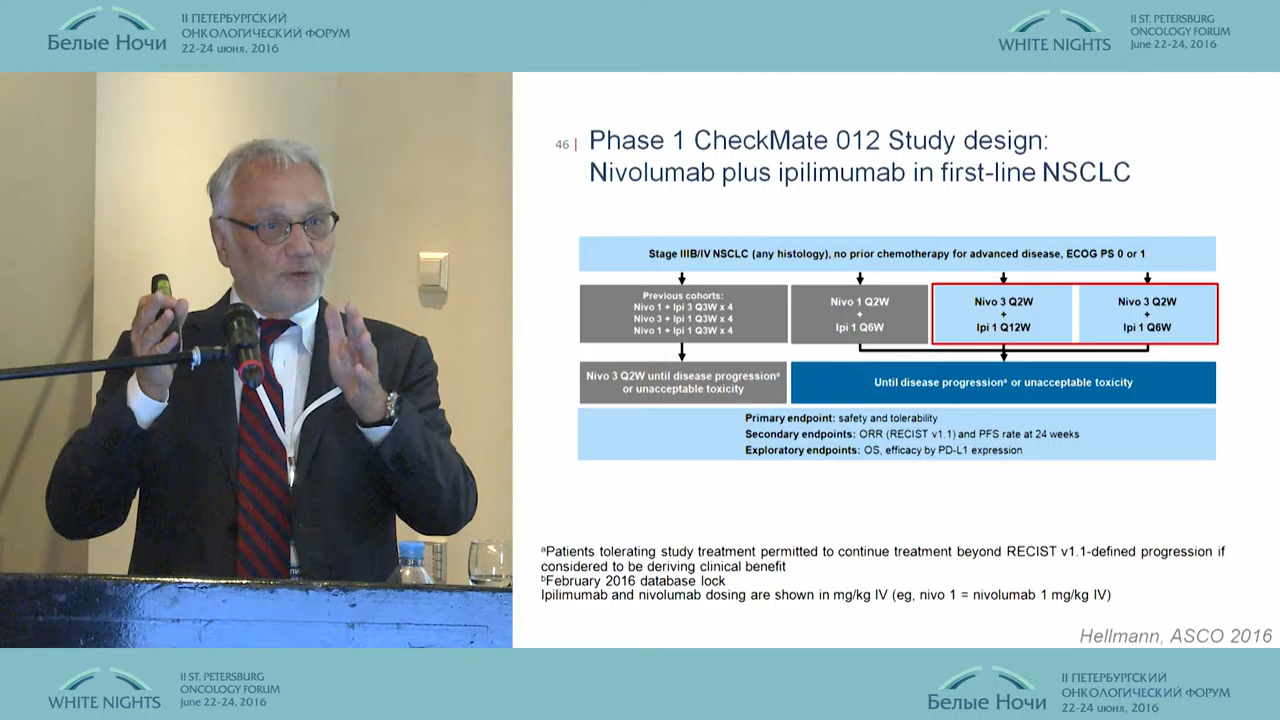 Белые Ночи
II ПЕТЕРБУРГСКИЙ
ОНКОЛОГИЧЕСКИЙ ФОРУМ
22-24 июня, 2016
WHITE NIGHTS
II ST. PETERSBURG
ONCOLOGY FORUM
June 22-24, 2016
46 | Phase 1 CheckMate 012 Study design:
Nivolumab plus ipilimumab in first-line NSCLC
Stage IIIB/IV NSCLC (any histology), no prior chemotherapy for advanced disease, ECOG PS 0 or 1
Previous cohorts:
Nivo 1 + Ipi 3 Q3W x 4
Nivo 3 + Ipi 1 Q3W x 4
Nivo 1 + Ipi 1 Q3W x 4
Nivo 1 Q2W
+
Ipi 1 Q6W
Nivo 3 Q2W
+
Ipi 1 Q12W
Nivo 3 Q2W
+
Ipi 1 Q6W
Nivo 3 Q2W until disease progressionᵃ
or unacceptable toxicity
Until disease progressionᵃ or unacceptable toxicity
Primary endpoint: safety and tolerability
Secondary endpoints: ORR (RECIST v1.1) and PFS rate at 24 weeks
Exploratory endpoints: OS, efficacy by PD-L1 expression
ᵃPatients tolerating study treatment permitted to continue treatment beyond RECIST v1.1-defined progression if
considered to be deriving clinical benefit
ᵇFebruary 2016 database lock
Ipilimumab and nivolumab dosing are shown in mg/kg IV (eg, nivo 1 = nivolumab 1 mg/kg IV)
Hellmann, ASCO 2016
WHITE NIGHTS
II ST. PETERSBURG
ONCOLOGY FORUM
June 22-24, 2016
Белые Ночи
II ПЕТЕРБУРГСКИЙ
ОНКОЛОГИЧЕСКИЙ ФОРУМ
22-24 июня, 2016